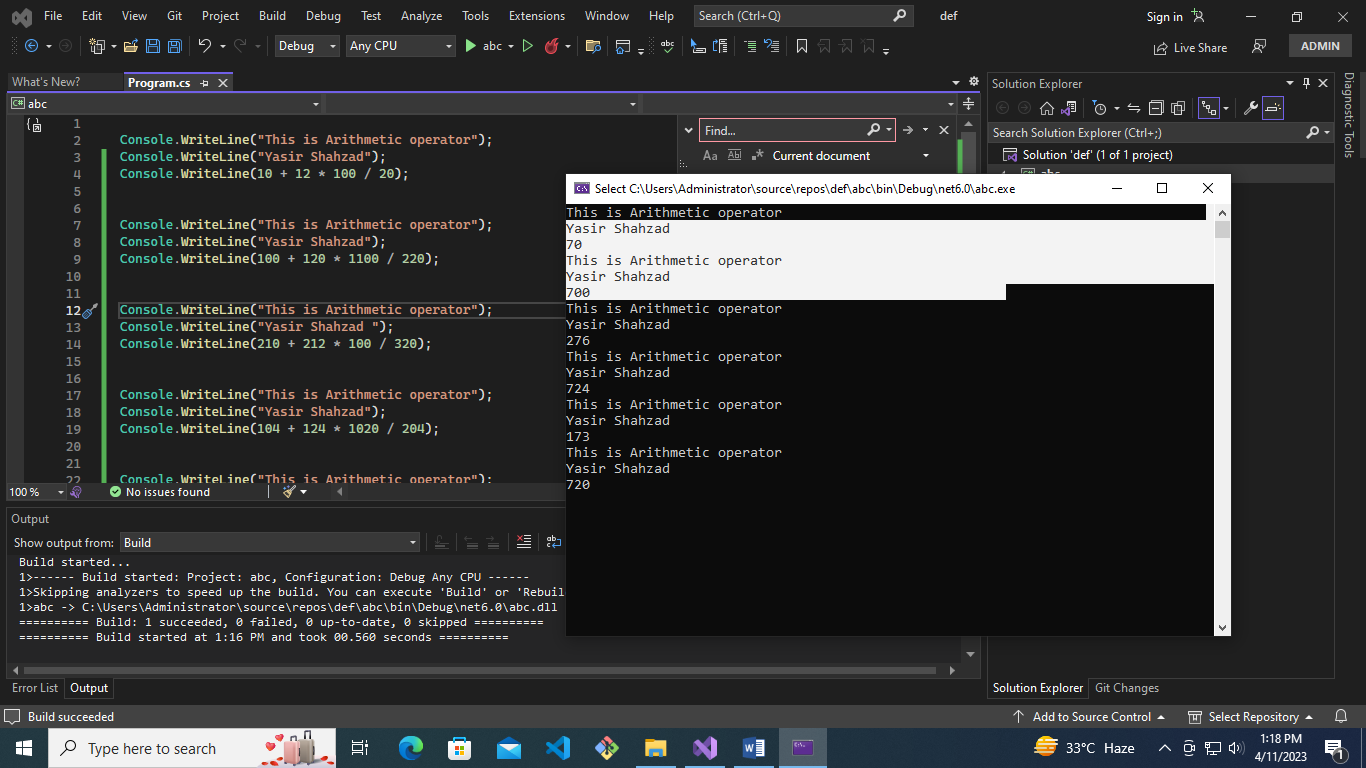 File Edit View Git Project Build Debug Test Analyze Tools Extensions Window Help Search (Ctrl+Q) def Sign in
Debug Any CPU abc Live Share ADMIN
What's New? Program.cs
abc
1
2 Console.WriteLine("This is Arithmetic operator");
3 Console.WriteLine("Yasir Shahzad");
4 Console.WriteLine(10 + 12 * 100 / 20);
5
6
7 Console.WriteLine("This is Arithmetic operator");
8 Console.WriteLine("Yasir Shahzad");
9 Console.WriteLine(100 + 120 * 1100 / 220);
10
11
12 Console.WriteLine("This is Arithmetic operator");
13 Console.WriteLine("Yasir Shahzad ");
14 Console.WriteLine(210 + 212 * 100 / 320);
15
16
17 Console.WriteLine("This is Arithmetic operator");
18 Console.WriteLine("Yasir Shahzad");
19 Console.WriteLine(104 + 124 * 1020 / 204);
20
21
22 Console.WriteLine("This is Arithmetic operator");
Find...
Aa Ab .* Current document
Solution Explorer
Search Solution Explorer (Ctrl+;)
Solution 'def' (1 of 1 project)
abc
Diagnostic Tools
Select C:\Users\Administrator\source\repos\def\abc\bin\Debug\net6.0\abc.exe
This is Arithmetic operator
Yasir Shahzad
70
This is Arithmetic operator
Yasir Shahzad
700
This is Arithmetic operator
Yasir Shahzad
276
This is Arithmetic operator
Yasir Shahzad
724
This is Arithmetic operator
Yasir Shahzad
173
This is Arithmetic operator
Yasir Shahzad
720
100 % No issues found
Output
Show output from: Build
Build started...
1>------ Build started: Project: abc, Configuration: Debug Any CPU ------
1>Skipping analyzers to speed up the build. You can execute 'Build' or 'Rebuil
1>abc -> C:\Users\Administrator\source\repos\def\abc\bin\Debug\net6.0\abc.dll
========== Build: 1 succeeded, 0 failed, 0 up-to-date, 0 skipped ==========
========== Build started at 1:16 PM and took 00.560 seconds ==========
Error List Output
Solution Explorer Git Changes
Build succeeded Add to Source Control Select Repository
Type here to search 33°C Haze 1:18 PM
4/11/2023 1